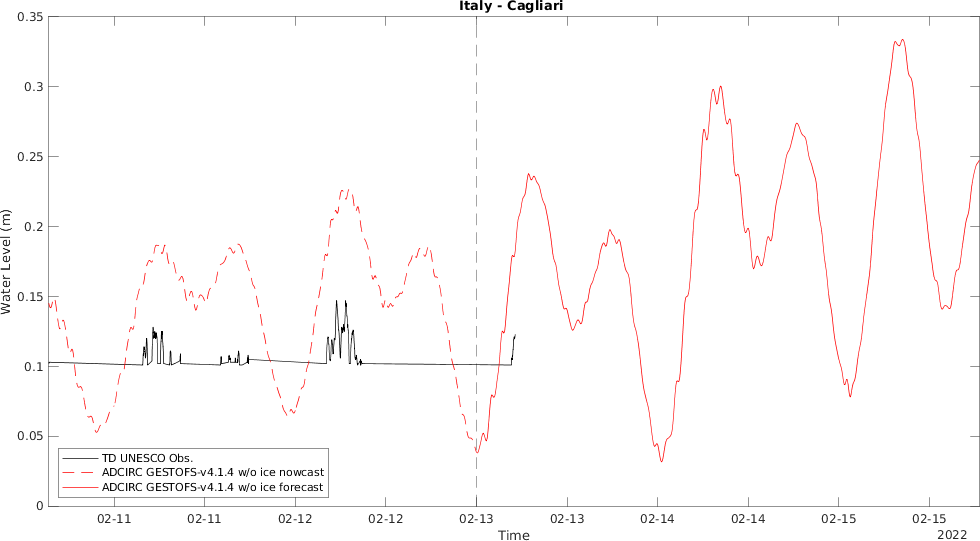 Italy - Cagliari
0.35
0.3
0.25
0.2
0.15
0.1
0.05
0
Water Level (m)
TD UNESCO Obs.
ADCIRC GESTOFS-v4.1.4 w/o ice nowcast
ADCIRC GESTOFS-v4.1.4 w/o ice forecast
02-11 02-11 02-12 02-12 02-13 02-13 02-14 02-14 02-15 02-15
Time
2022